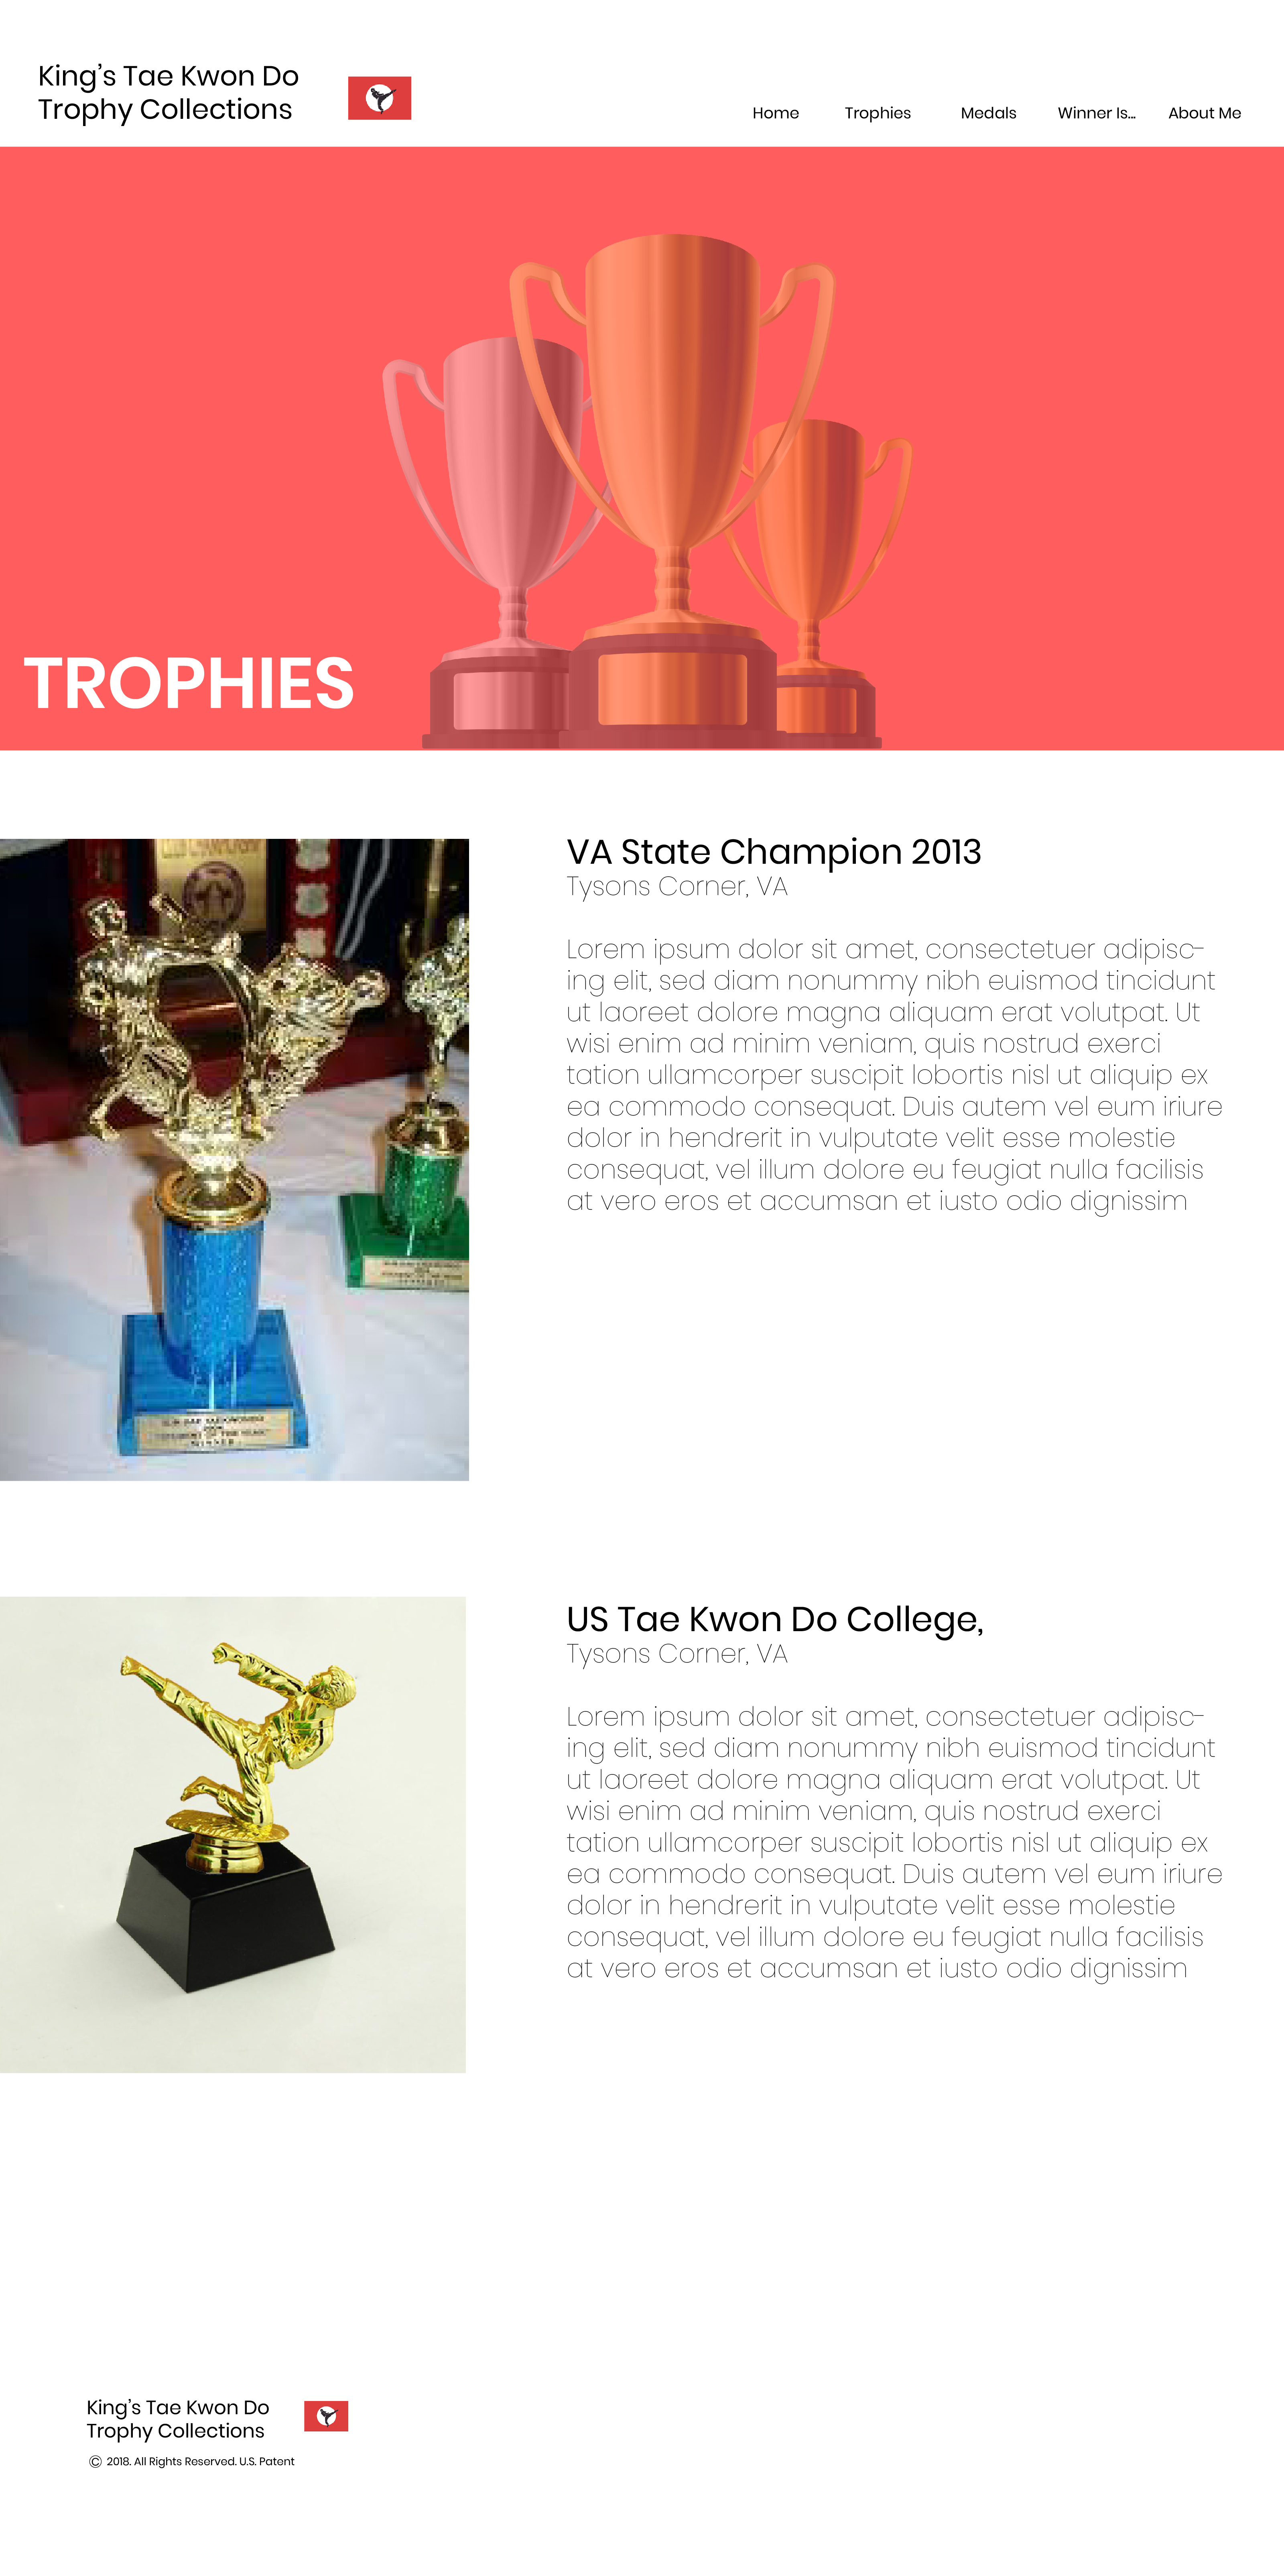 King's Tae Kwon Do
Trophy Collections
Home Trophies Medals Winner Is... About Me
TROPHIES
VA State Champion 2013
Tysons Corner, VA
Lorem ipsum dolor sit amet, consectetuer adipisc-
ing elit, sed diam nonummy nibh euismod tincidunt
ut laoreet dolore magna aliquam erat volutpat. Ut
wisi enim ad minim veniam, quis nostrud exerci
tation ullamcorper suscipit lobortis nisl ut aliquip ex
ea commodo consequat. Duis autem vel eum iriure
dolor in hendrerit in vulputate velit esse molestie
consequat, vel illum dolore eu feugiat nulla facilisis
at vero eros et accumsan et iusto odio dignissim
US Tae Kwon Do College,
Tysons Corner, VA
Lorem ipsum dolor sit amet, consectetuer adipisc-
ing elit, sed diam nonummy nibh euismod tincidunt
ut laoreet dolore magna aliquam erat volutpat. Ut
wisi enim ad minim veniam, quis nostrud exerci
tation ullamcorper suscipit lobortis nisl ut aliquip ex
ea commodo consequat. Duis autem vel eum iriure
dolor in hendrerit in vulputate velit esse molestie
consequat, vel illum dolore eu feugiat nulla facilisis
at vero eros et accumsan et iusto odio dignissim
King's Tae Kwon Do
Trophy Collections
© 2018. All Rights Reserved. U.S. Patent